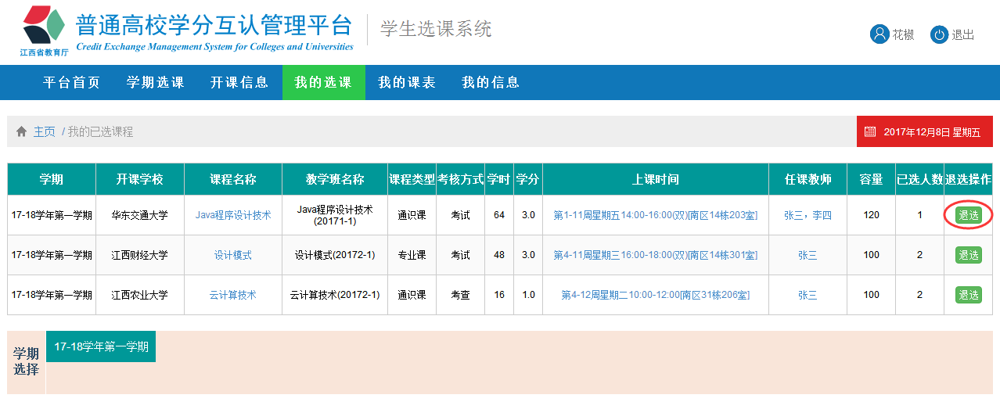 江西省教育厅
普通高校学分互认管理平台
Credit Exchange Management System for Colleges and Universities
学生选课系统
花椒
退出
平台首页 学期选课 开课信息 我的选课 我的课表 我的信息
主页 / 我的已选课程
2017年12月8日 星期五
学期 开课学校 课程名称 教学班名称 课程类型 考核方式 学时 学分 上课时间 任课教师 容量 已选人数 退选操作
17-18学年第一学期 华东交通大学 Java程序设计技术 Java程序设计技术(20171-1) 通识课 考试 64 3.0 第1-11周星期五14:00-16:00(双)[南区14栋203室] 张三，李四 120 1 退选
17-18学年第一学期 江西财经大学 设计模式 设计模式(20172-1) 专业课 考试 48 3.0 第4-11周星期三16:00-18:00(双)[南区14栋301室] 张三 100 2 退选
17-18学年第一学期 江西农业大学 云计算技术 云计算技术(20172-1) 通识课 考查 16 1.0 第4-12周星期二10:00-12:00[南区31栋206室] 张三 100 2 退选
学期
选择
17-18学年第一学期